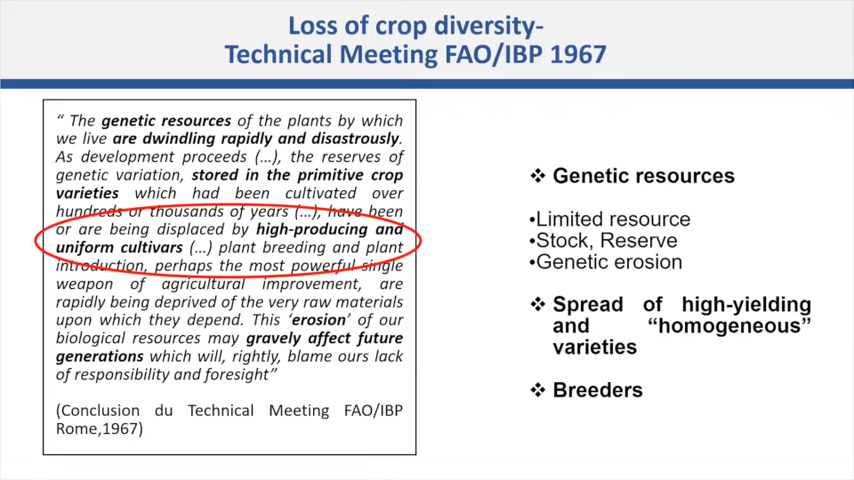 Loss of crop diversity-
Technical Meeting FAO/IBP 1967
“ The genetic resources of the plants by which
we live are dwindling rapidly and disastrously.
As development proceeds (…), the reserves of
genetic variation, stored in the primitive crop
varieties which had been cultivated over
hundreds or thousands of years (…), have been
or are being displaced by high-producing and
uniform cultivars (…) plant breeding and plant
introduction, perhaps the most powerful single
weapon of agricultural improvement, are
rapidly being deprived of the very raw materials
upon which they depend. This ‘erosion’ of our
biological resources may gravely affect future
generations which will, rightly, blame ours lack
of responsibility and foresight”
(Conclusion du Technical Meeting FAO/IBP
Rome,1967)
❖ Genetic resources
•Limited resource
•Stock, Reserve
•Genetic erosion
❖ Spread of high-yielding
and “homogeneous”
varieties
❖ Breeders